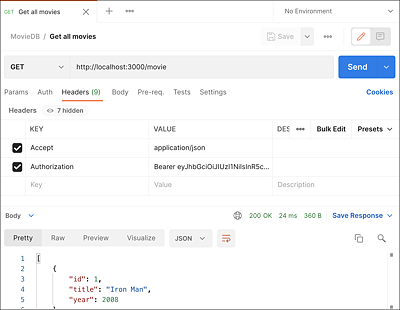 GET Get all movies
No Environment
MovieDB / Get all movies
Save
GET http://localhost:3000/movie Send
Params Auth Headers (9) Body Pre-req. Tests Settings Cookies
Headers 7 hidden
KEY VALUE DES Bulk Edit Presets
Accept application/json
Authorization Bearer eyJhbGciOiJIUzI1NiIsInR5c...
Key Value Description
Body 200 OK 24 ms 360 B Save Response
Pretty Raw Preview Visualize JSON
1 [
2 {
3 "id": 1,
4 "title": "Iron Man",
5 "year": 2008